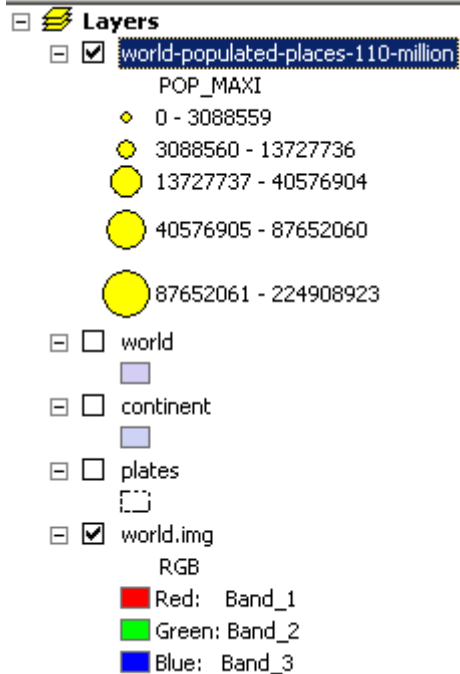 Layers
world-populated-places-110-million
POP_MAXI
0 - 3088559
3088560 - 13727736
13727737 - 40576904
40576905 - 87652060
87652061 - 224908923
world
continent
plates
world.img
RGB
Red: Band_1
Green: Band_2
Blue: Band_3